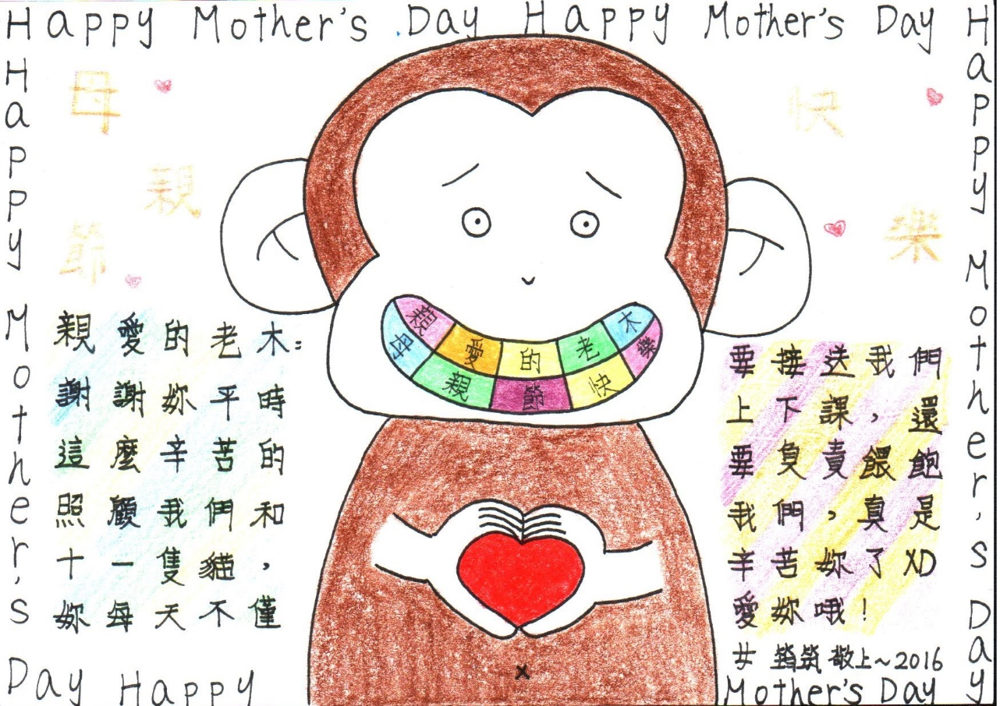 Happy Mother's Day Happy Mother's Day
Happy Mother's Day Happy
Happy Mother's Day
Mother's Day
母親節
快樂
親愛的老木
母親節快樂
親愛的老木:
謝謝妳平時
這麼辛苦的
照顧我們和
十一隻貓,
妳每天不僅
要接送我們
上下課,還
要負責餵飽
我們,真是
辛苦妳了XD
愛妳哦!
女 敬上~2016